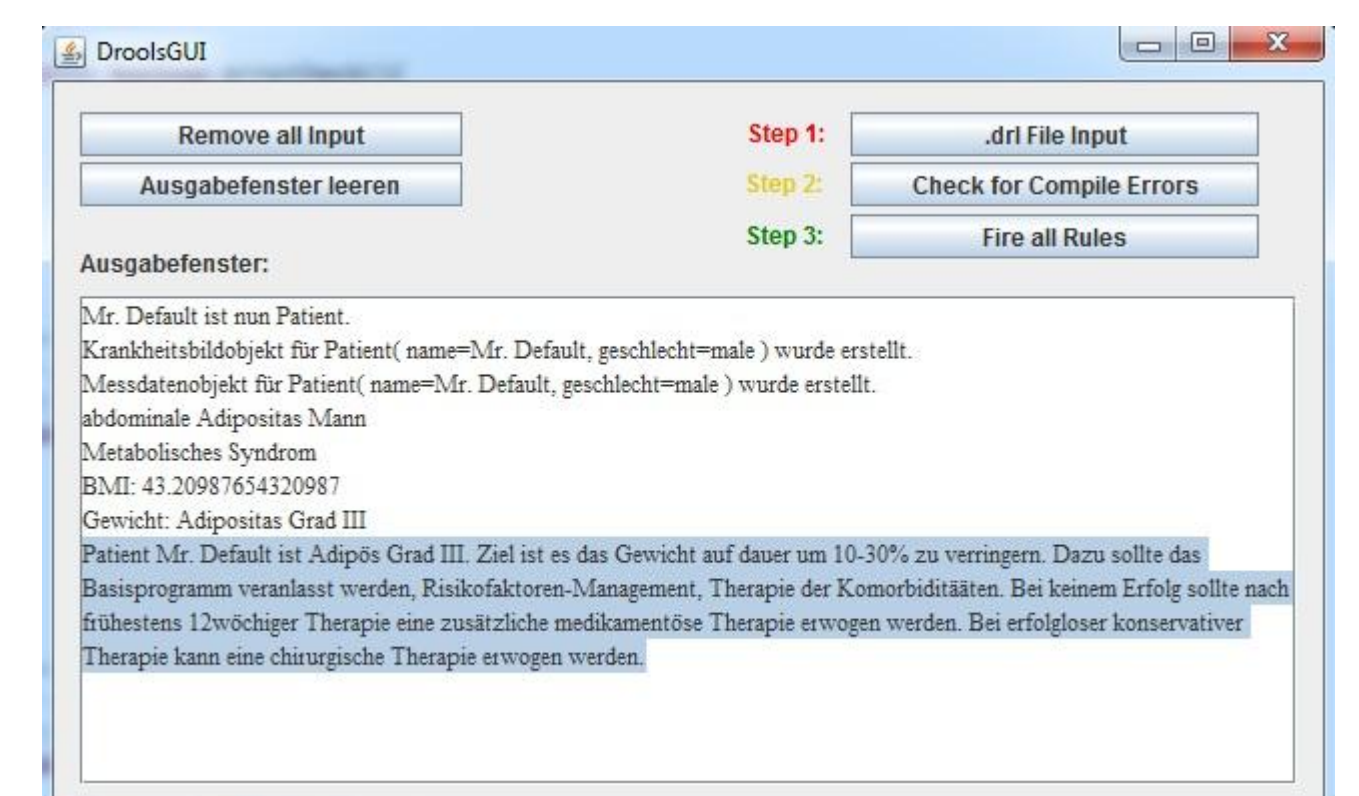 DroolsGUI
Remove all Input
Step 1:
.drl File Input
Ausgabefenster leeren
Step 2:
Check for Compile Errors
Step 3:
Fire all Rules
Ausgabefenster:
Mr. Default ist nun Patient.
Krankheitsbildobjekt für Patient( name=Mr. Default, geschlecht=male ) wurde erstellt.
Messdatenobjekt für Patient( name=Mr. Default, geschlecht=male ) wurde erstellt.
abdominale Adipositas Mann
Metabolisches Syndrom
BMI: 43.20987654320987
Gewicht: Adipositas Grad III
Patient Mr. Default ist Adipös Grad III. Ziel ist es das Gewicht auf dauer um 10-30% zu verringern. Dazu sollte das
Basisprogramm veranlasst werden, Risikofaktoren-Management, Therapie der Komorbiditääten. Bei keinem Erfolg sollte nach
frühestens 12wöchiger Therapie eine zusätzliche medikamentöse Therapie erwogen werden. Bei erfolgloser konservativer
Therapie kann eine chirurgische Therapie erwogen werden.